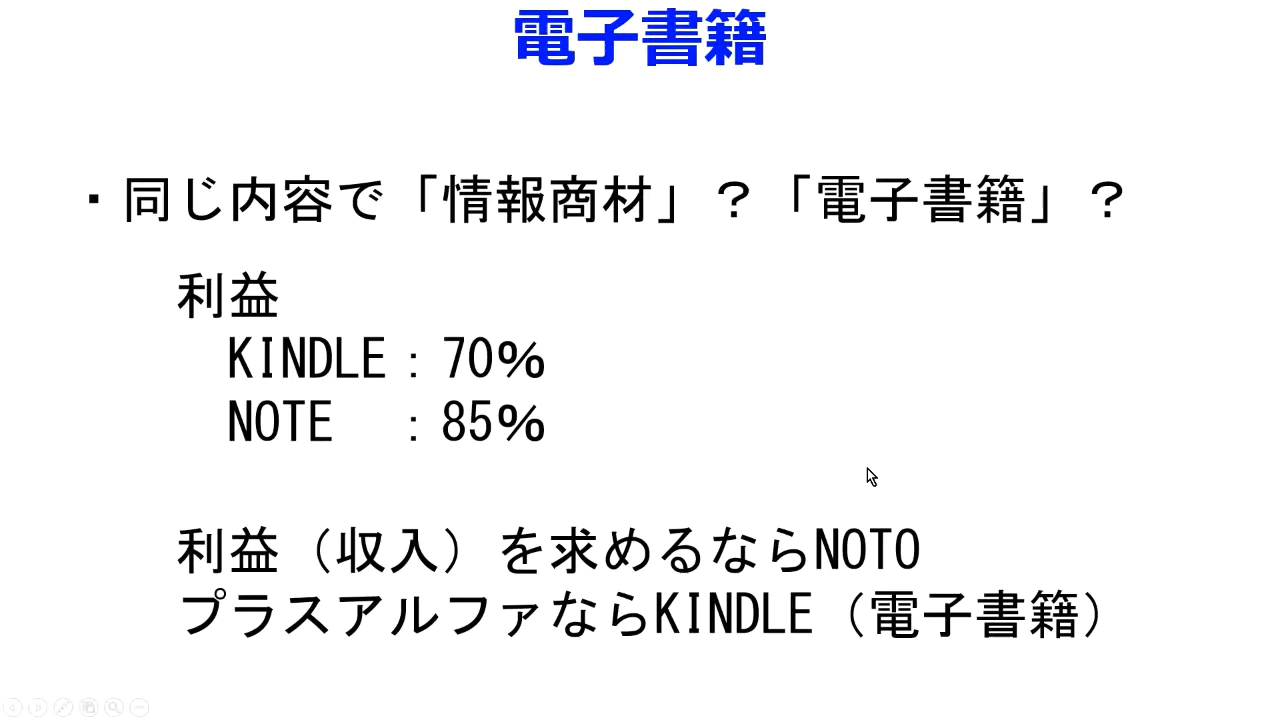 電子書籍
・同じ内容で「情報商材」？「電子書籍」？
利益
KINDLE：70％
NOTE　：85％
利益（収入）を求めるならNOTO
プラスアルファならKINDLE（電子書籍）